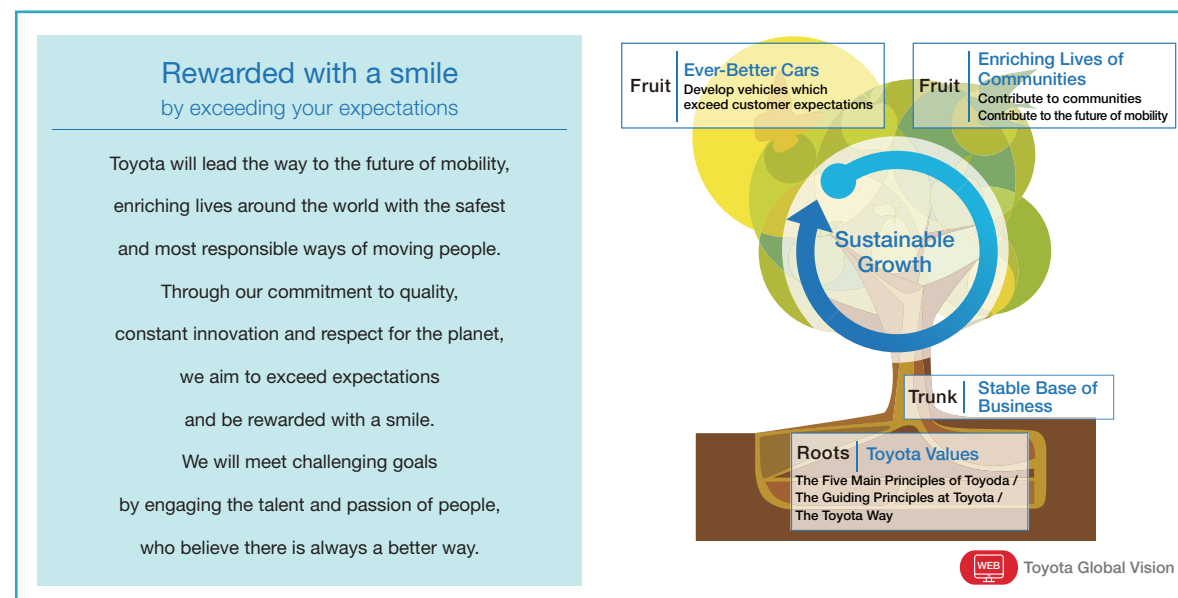 Rewarded with a smile
by exceeding your expectations
Toyota will lead the way to the future of mobility,
enriching lives around the world with the safest
and most responsible ways of moving people.
Through our commitment to quality,
constant innovation and respect for the planet,
we aim to exceed expectations
and be rewarded with a smile.
We will meet challenging goals
by engaging the talent and passion of people,
who believe there is always a better way.
Fruit
Ever-Better Cars
Develop vehicles which
exceed customer expectations
Fruit
Enriching Lives of
Communities
Contribute to communities
Contribute to the future of mobility
Sustainable
Growth
Trunk
Stable Base of
Business
Roots
Toyota Values
The Five Main Principles of Toyoda /
The Guiding Principles at Toyota /
The Toyota Way
WEB
Toyota Global Vision